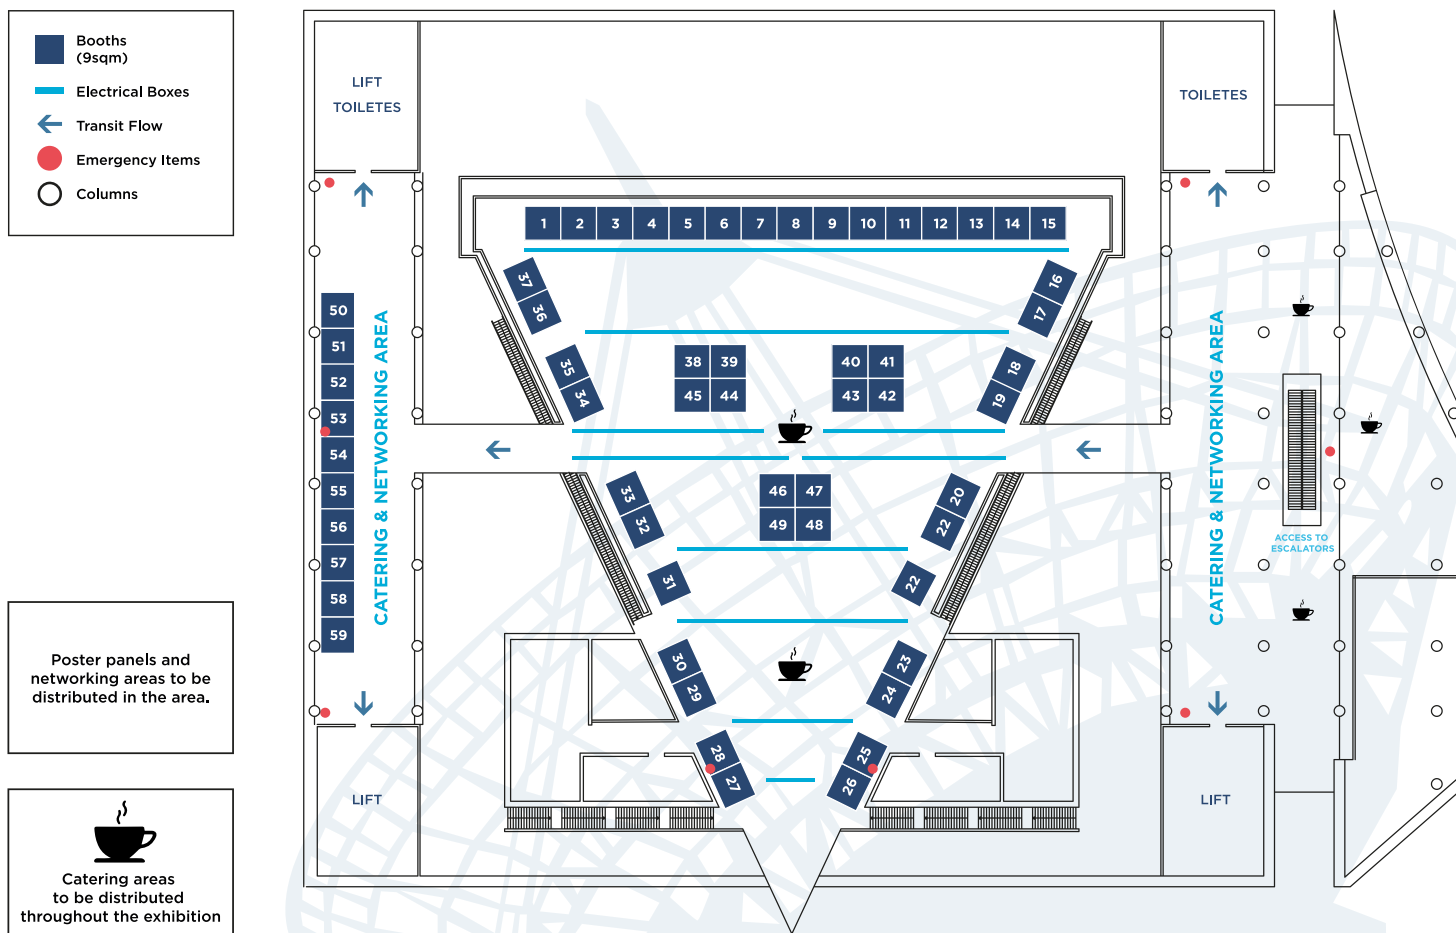 Booths
(9sqm)
Electrical Boxes
Transit Flow
Emergency Items
Columns
Poster panels and
networking areas to be
distributed in the area.
Catering areas
to be distributed
throughout the exhibition
LIFT
TOILETES
TOILETES
1 2 3 4 5 6 7 8 9 10 11 12 13 14 15
37
36
35
34
16
17
18
19
38 39
45 44
40 41
43 42
50
51
52
53
54
55
56
57
58
59
CATERING & NETWORKING AREA
CATERING & NETWORKING AREA
33
32
31
46 47
49 48
20
22
22
30
29
28
27
23
24
25
26
ACCESS TO
ESCALATORS
LIFT
LIFT